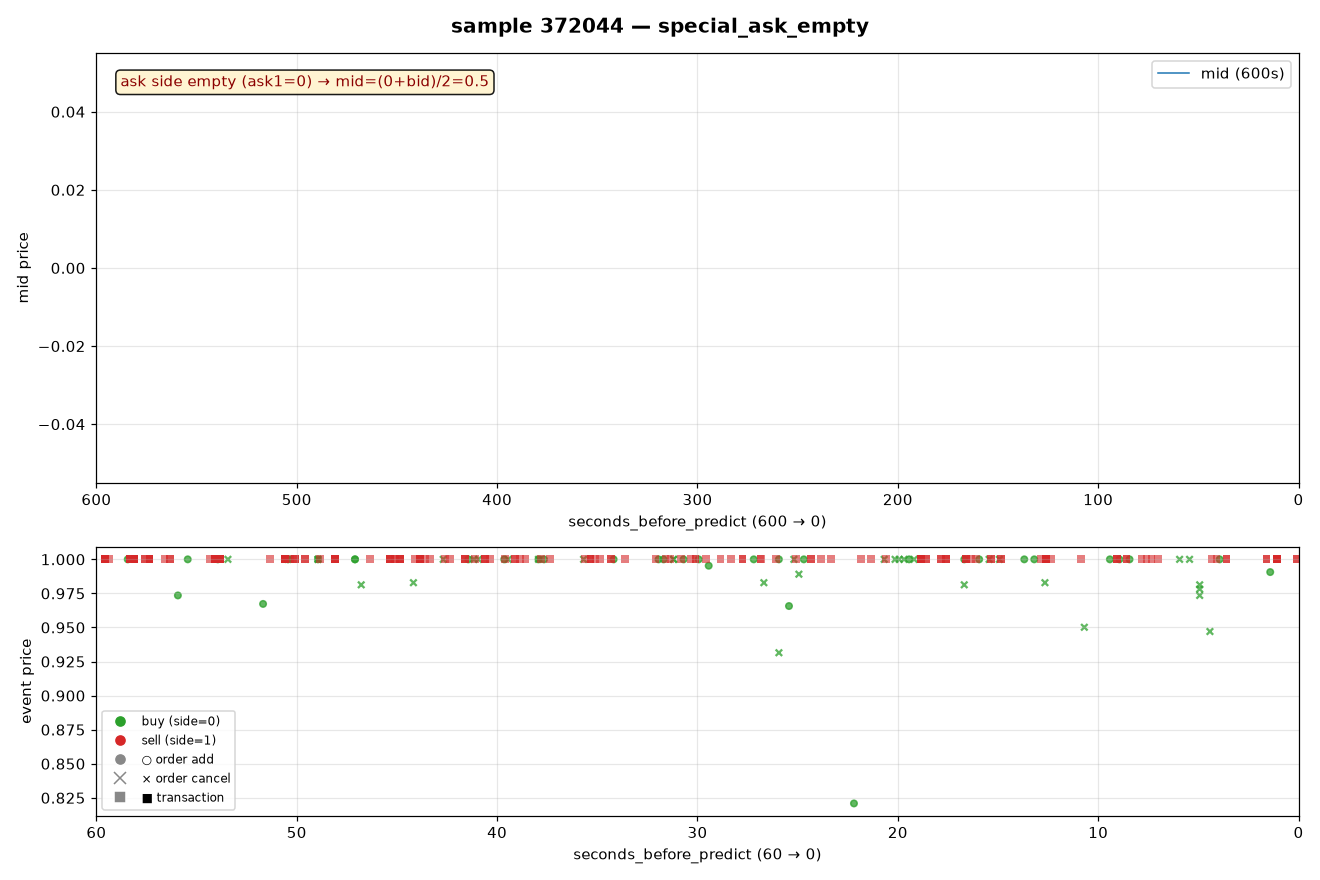 sample 372044 — special_ask_empty
ask side empty (ask1=0) → mid=(0+bid)/2=0.5
mid (600s)
0.04
0.02
0.00
−0.02
−0.04
mid price
600 500 400 300 200 100 0
seconds_before_predict (600 → 0)
1.000
0.975
0.950
0.925
0.900
0.875
0.850
0.825
event price
buy (side=0)
sell (side=1)
○ order add
× order cancel
■ transaction
60 50 40 30 20 10 0
seconds_before_predict (60 → 0)